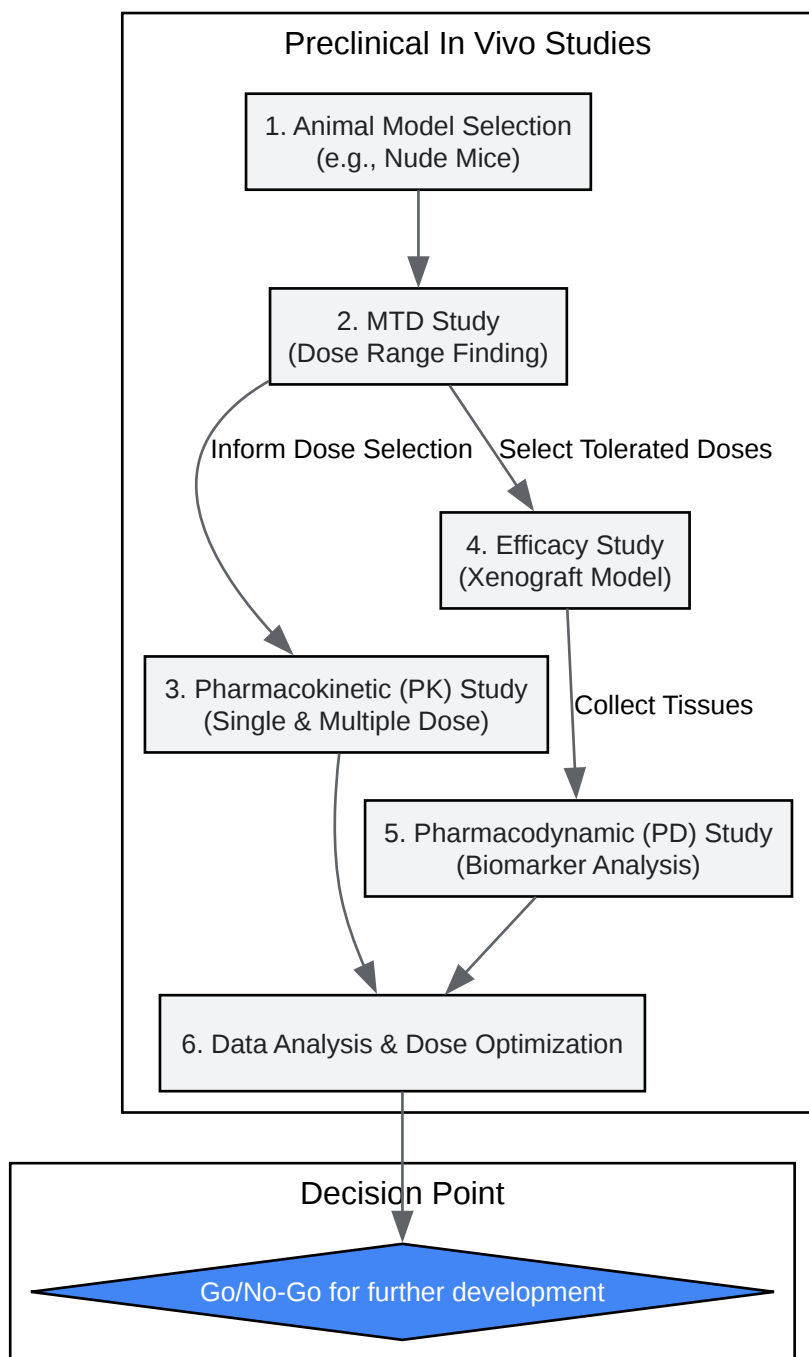 Preclinical In Vivo Studies
1. Animal Model Selection
(e.g., Nude Mice)
2. MTD Study
(Dose Range Finding)
Inform Dose Selection
Select Tolerated Doses
4. Efficacy Study
(Xenograft Model)
3. Pharmacokinetic (PK) Study
(Single & Multiple Dose)
Collect Tissues
5. Pharmacodynamic (PD) Study
(Biomarker Analysis)
6. Data Analysis & Dose Optimization
Decision Point
Go/No-Go for further development